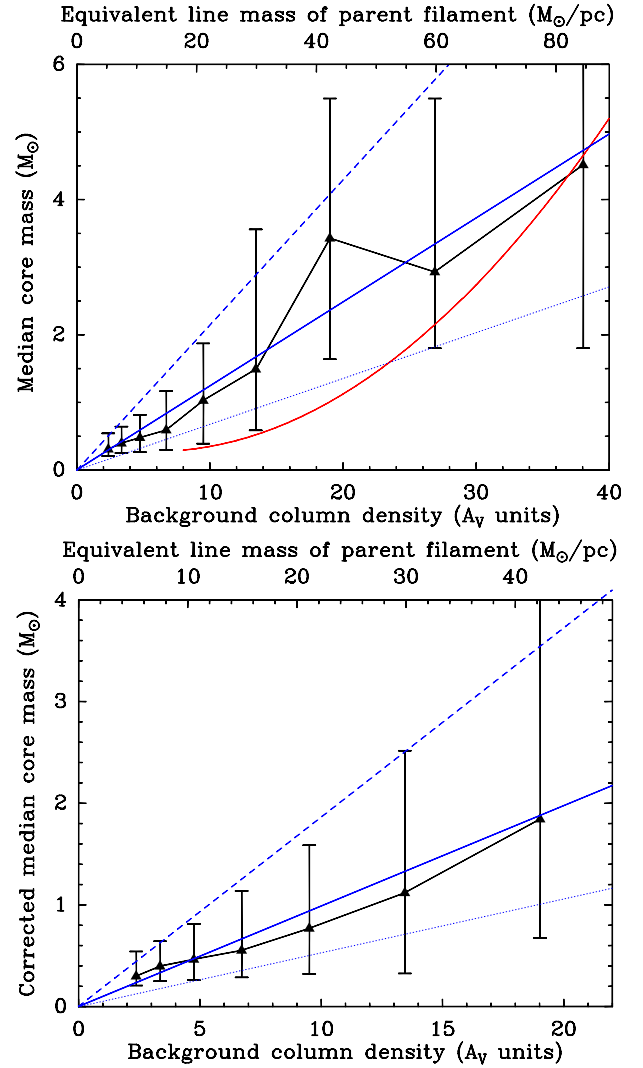 Equivalent line mass of parent filament (M⊙/pc)
0 20 40 60 80
6
4
2
0
Median core mass (M⊙)
0 10 20 30 40
Background column density (A_V units)
Equivalent line mass of parent filament (M⊙/pc)
0 10 20 30 40
4
3
2
1
0
Corrected median core mass (M⊙)
0 5 10 15 20
Background column density (A_V units)